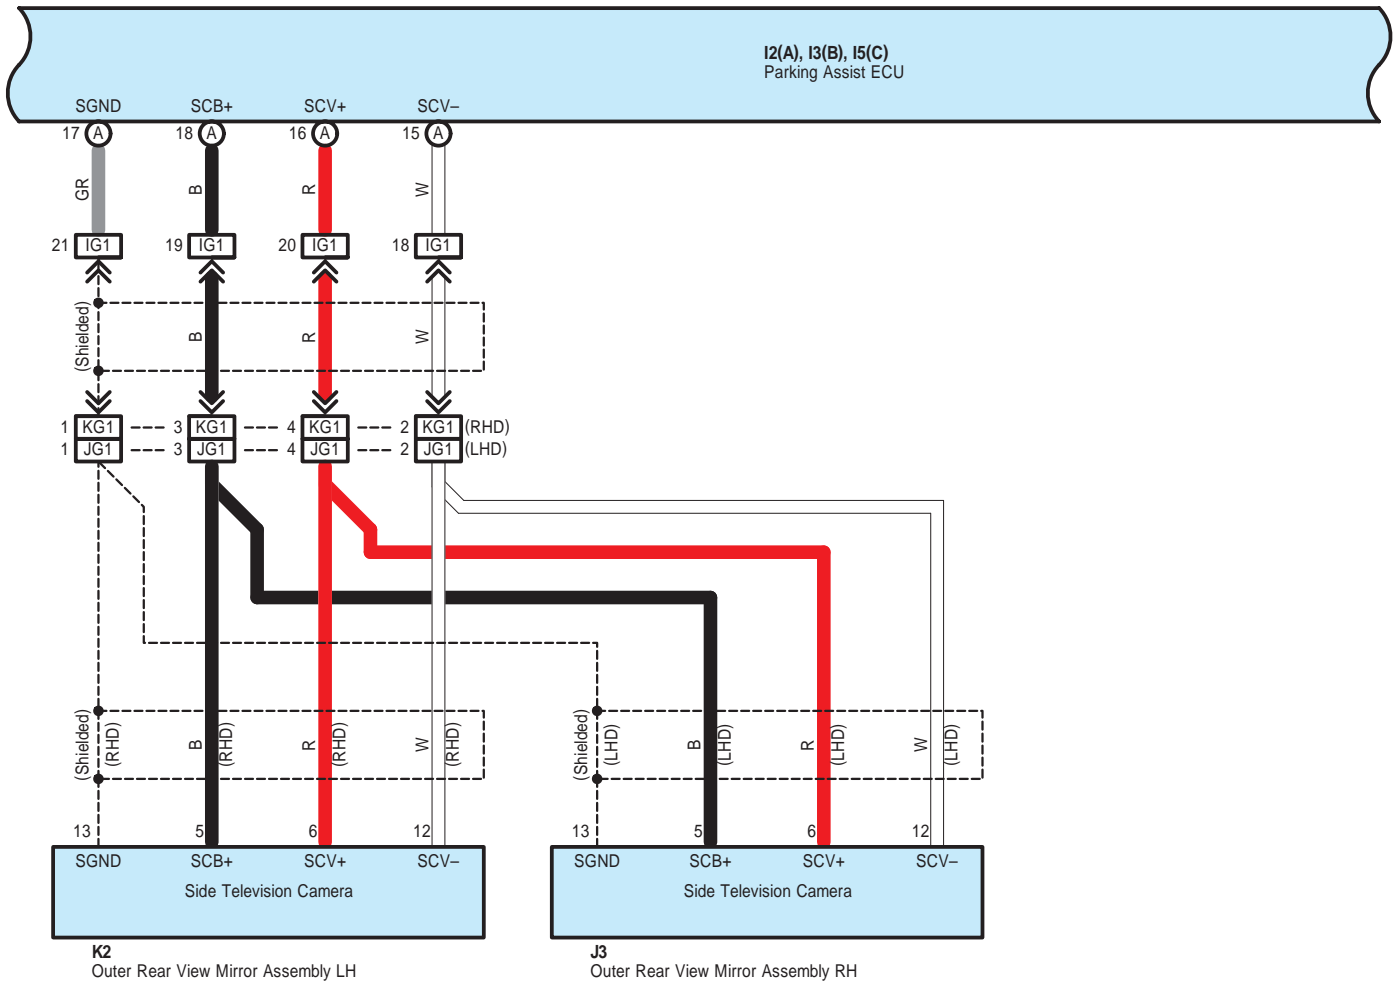 I2(A), I3(B), I5(C)
Parking Assist ECU
SGND SCB+ SCV+ SCV–
17 A 18 A 16 A 15 A
GR B R W
21 IG1 19 IG1 20 IG1 18 IG1
(Shielded) B R W
1 KG1 3 KG1 4 KG1 2 KG1 (RHD)
1 JG1 3 JG1 4 JG1 2 JG1 (LHD)
(Shielded) (RHD) B (RHD) R (RHD) W (RHD) (Shielded) (LHD) B (LHD) R (LHD) W (LHD)
13 5 6 12 13 5 6 12
SGND SCB+ SCV+ SCV– SGND SCB+ SCV+ SCV–
Side Television Camera Side Television Camera
K2 J3
Outer Rear View Mirror Assembly LH Outer Rear View Mirror Assembly RH